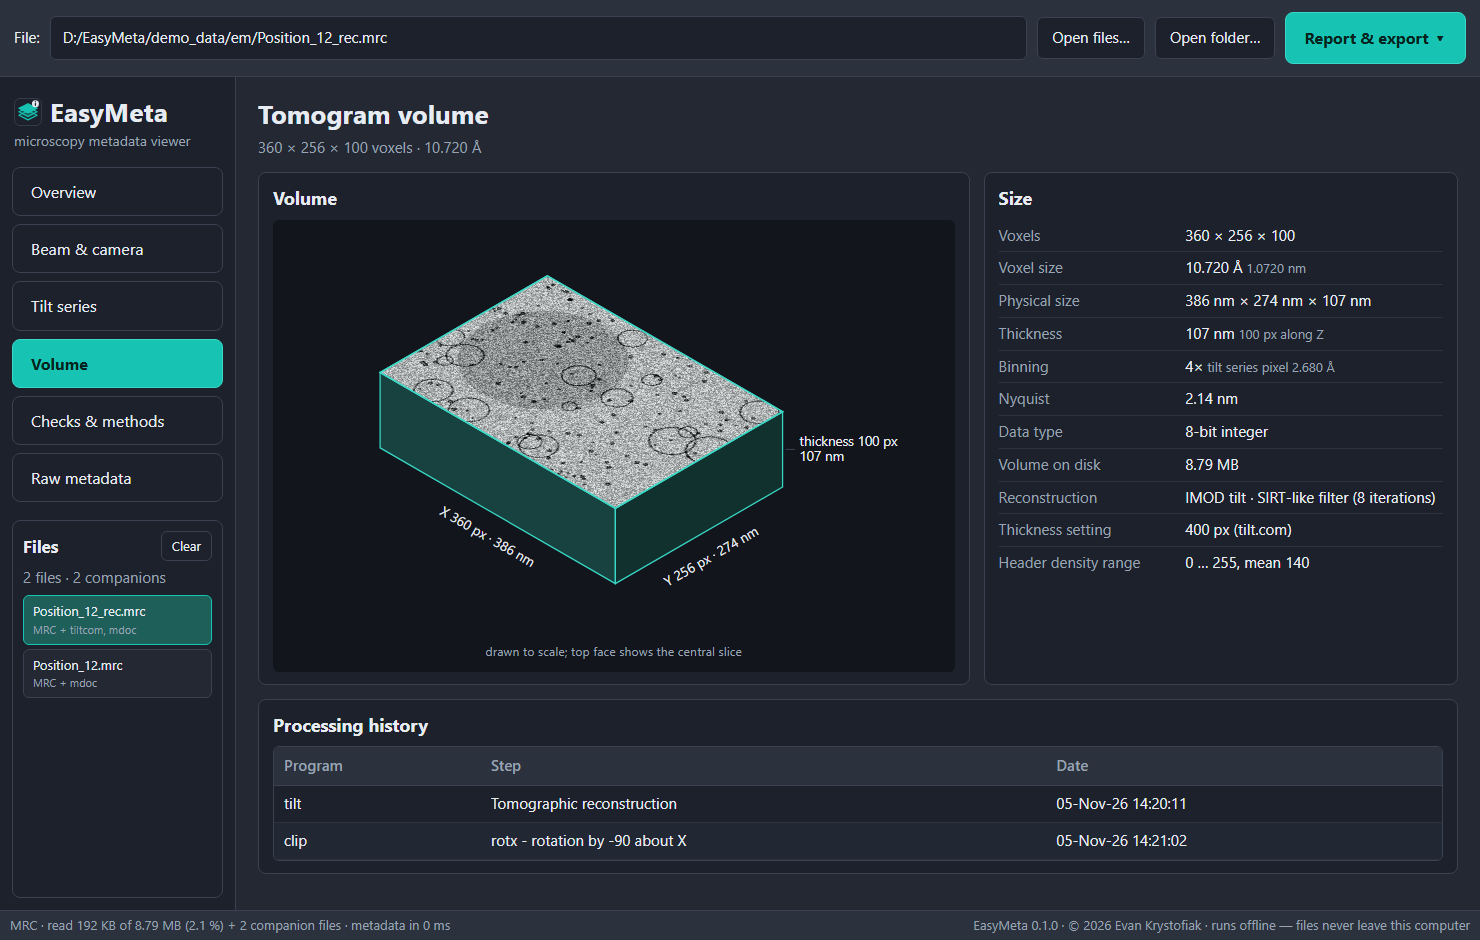 File:
D:/EasyMeta/demo_data/em/Position_12_rec.mrc
Open files...
Open folder...
Report & export ▾
EasyMeta
microscopy metadata viewer
Overview
Beam & camera
Tilt series
Volume
Checks & methods
Raw metadata
Files
Clear
2 files · 2 companions
Position_12_rec.mrc
MRC + tiltcom, mdoc
Position_12.mrc
MRC + mdoc
Tomogram volume
360 × 256 × 100 voxels · 10.720 Å
Volume
thickness 100 px
107 nm
X 360 px · 386 nm
Y 256 px · 274 nm
drawn to scale; top face shows the central slice
Size
Voxels 360 × 256 × 100
Voxel size 10.720 Å 1.0720 nm
Physical size 386 nm × 274 nm × 107 nm
Thickness 107 nm 100 px along Z
Binning 4× tilt series pixel 2.680 Å
Nyquist 2.14 nm
Data type 8-bit integer
Volume on disk 8.79 MB
Reconstruction IMOD tilt · SIRT-like filter (8 iterations)
Thickness setting 400 px (tilt.com)
Header density range 0 ... 255, mean 140
Processing history
Program Step Date
tilt Tomographic reconstruction 05-Nov-26 14:20:11
clip rotx - rotation by -90 about X 05-Nov-26 14:21:02
MRC · read 192 KB of 8.79 MB (2.1 %) + 2 companion files · metadata in 0 ms
EasyMeta 0.1.0 · © 2026 Evan Krystofiak · runs offline — files never leave this computer